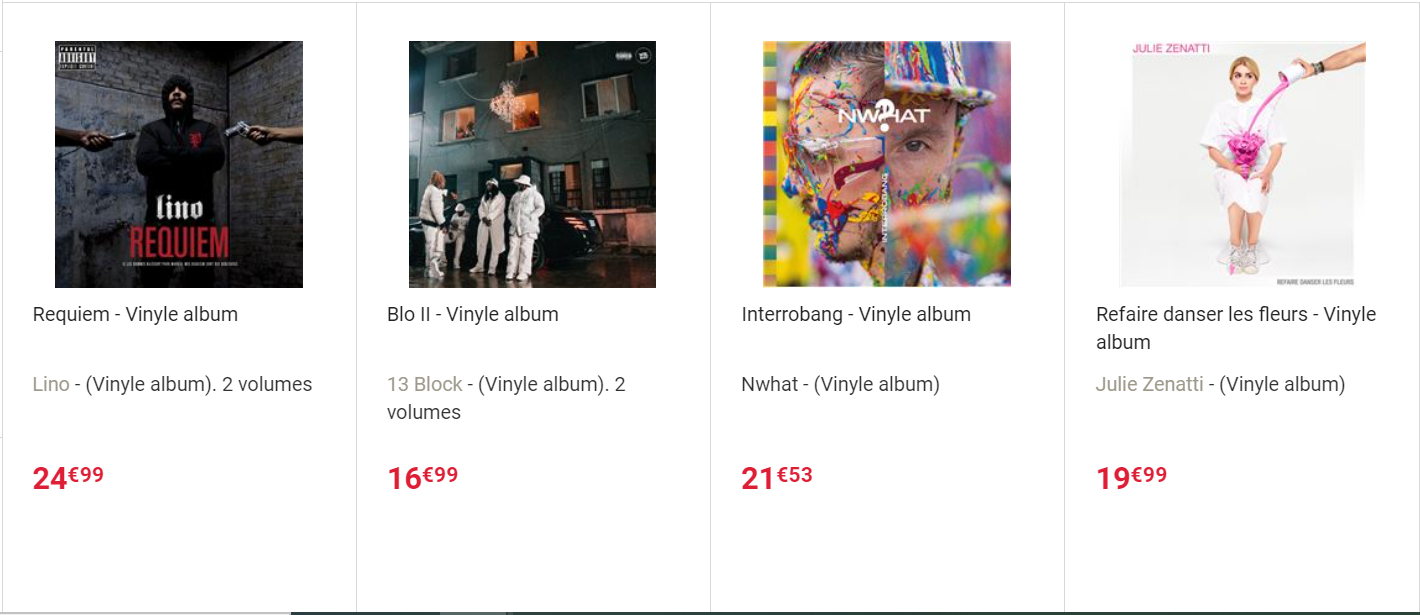 PARENTAL
ADVISORY
EXPLICIT CONTENT
lino
REQUIEM
Requiem - Vinyle album
Lino - (Vinyle album). 2 volumes
24€99
Blo II - Vinyle album
13 Block - (Vinyle album). 2
volumes
16€99
NW?HAT
INTERROBANG
Interrobang - Vinyle album
Nwhat - (Vinyle album)
21€53
JULIE ZENATTI
REFAIRE DANSER LES FLEURS
Refaire danser les fleurs - Vinyle
album
Julie Zenatti - (Vinyle album)
19€99